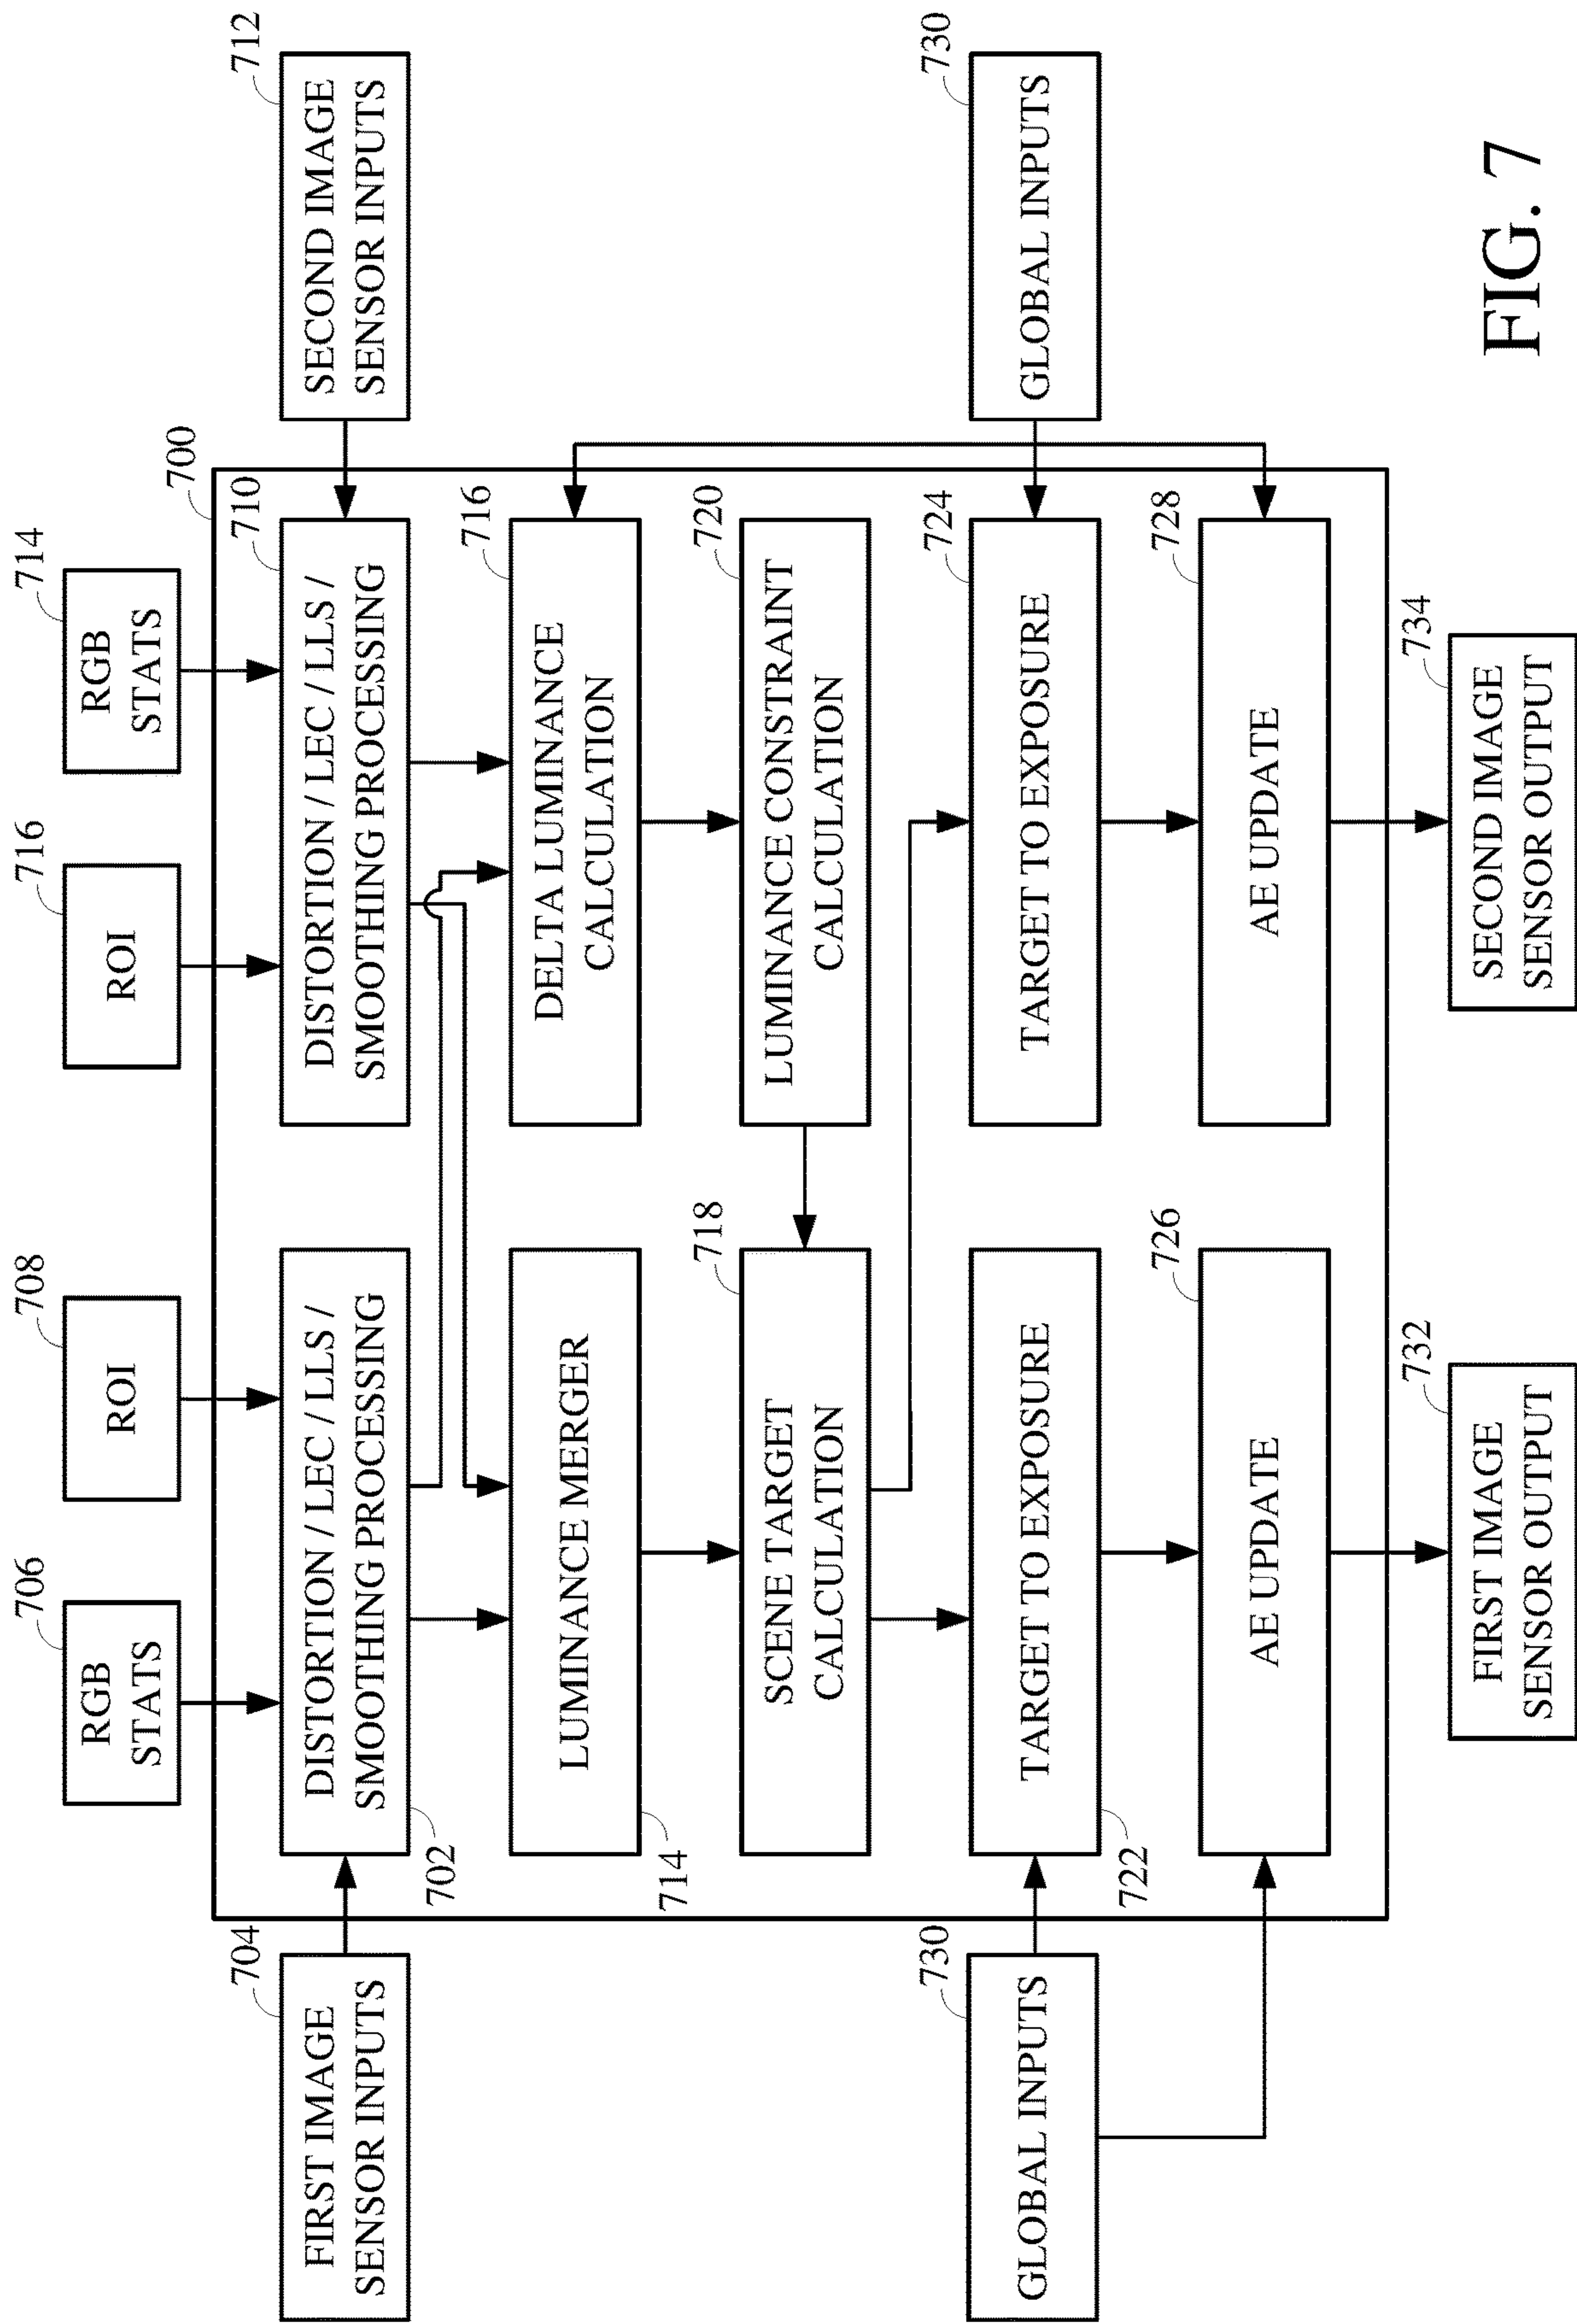 706
RGB
STATS
708
ROI
716
ROI
714
RGB
STATS
700
704
FIRST IMAGE
SENSOR INPUTS
DISTORTION / LEC / LLS /
SMOOTHING PROCESSING
702
710
DISTORTION / LEC / LLS /
SMOOTHING PROCESSING
712
SECOND IMAGE
SENSOR INPUTS
LUMINANCE MERGER
714
716
DELTA LUMINANCE
CALCULATION
718
SCENE TARGET
CALCULATION
720
LUMINANCE CONSTRAINT
CALCULATION
730
GLOBAL INPUTS
TARGET TO EXPOSURE
722
724
TARGET TO EXPOSURE
730
GLOBAL INPUTS
726
AE UPDATE
728
AE UPDATE
732
FIRST IMAGE
SENSOR OUTPUT
734
SECOND IMAGE
SENSOR OUTPUT
FIG. 7